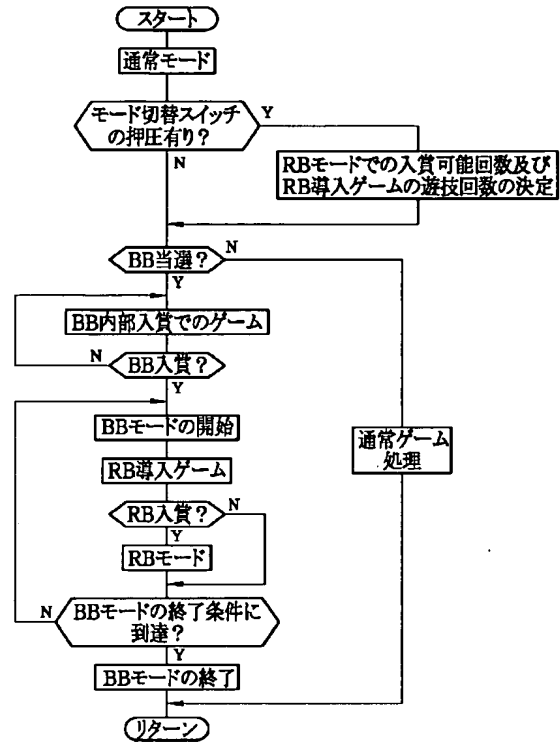 スタート
通常モード
モード切替スイッチ
の押圧有り？
Y
N
RBモードでの入賞可能回数及び
RB導入ゲームの遊技回数の決定
BB当選？
N
Y
BB内部入賞でのゲーム
N
BB入賞？
Y
BBモードの開始
通常ゲーム
処理
RB導入ゲーム
RB入賞？
N
Y
RBモード
N
BBモードの終了条件に
到達？
Y
BBモードの終了
リターン